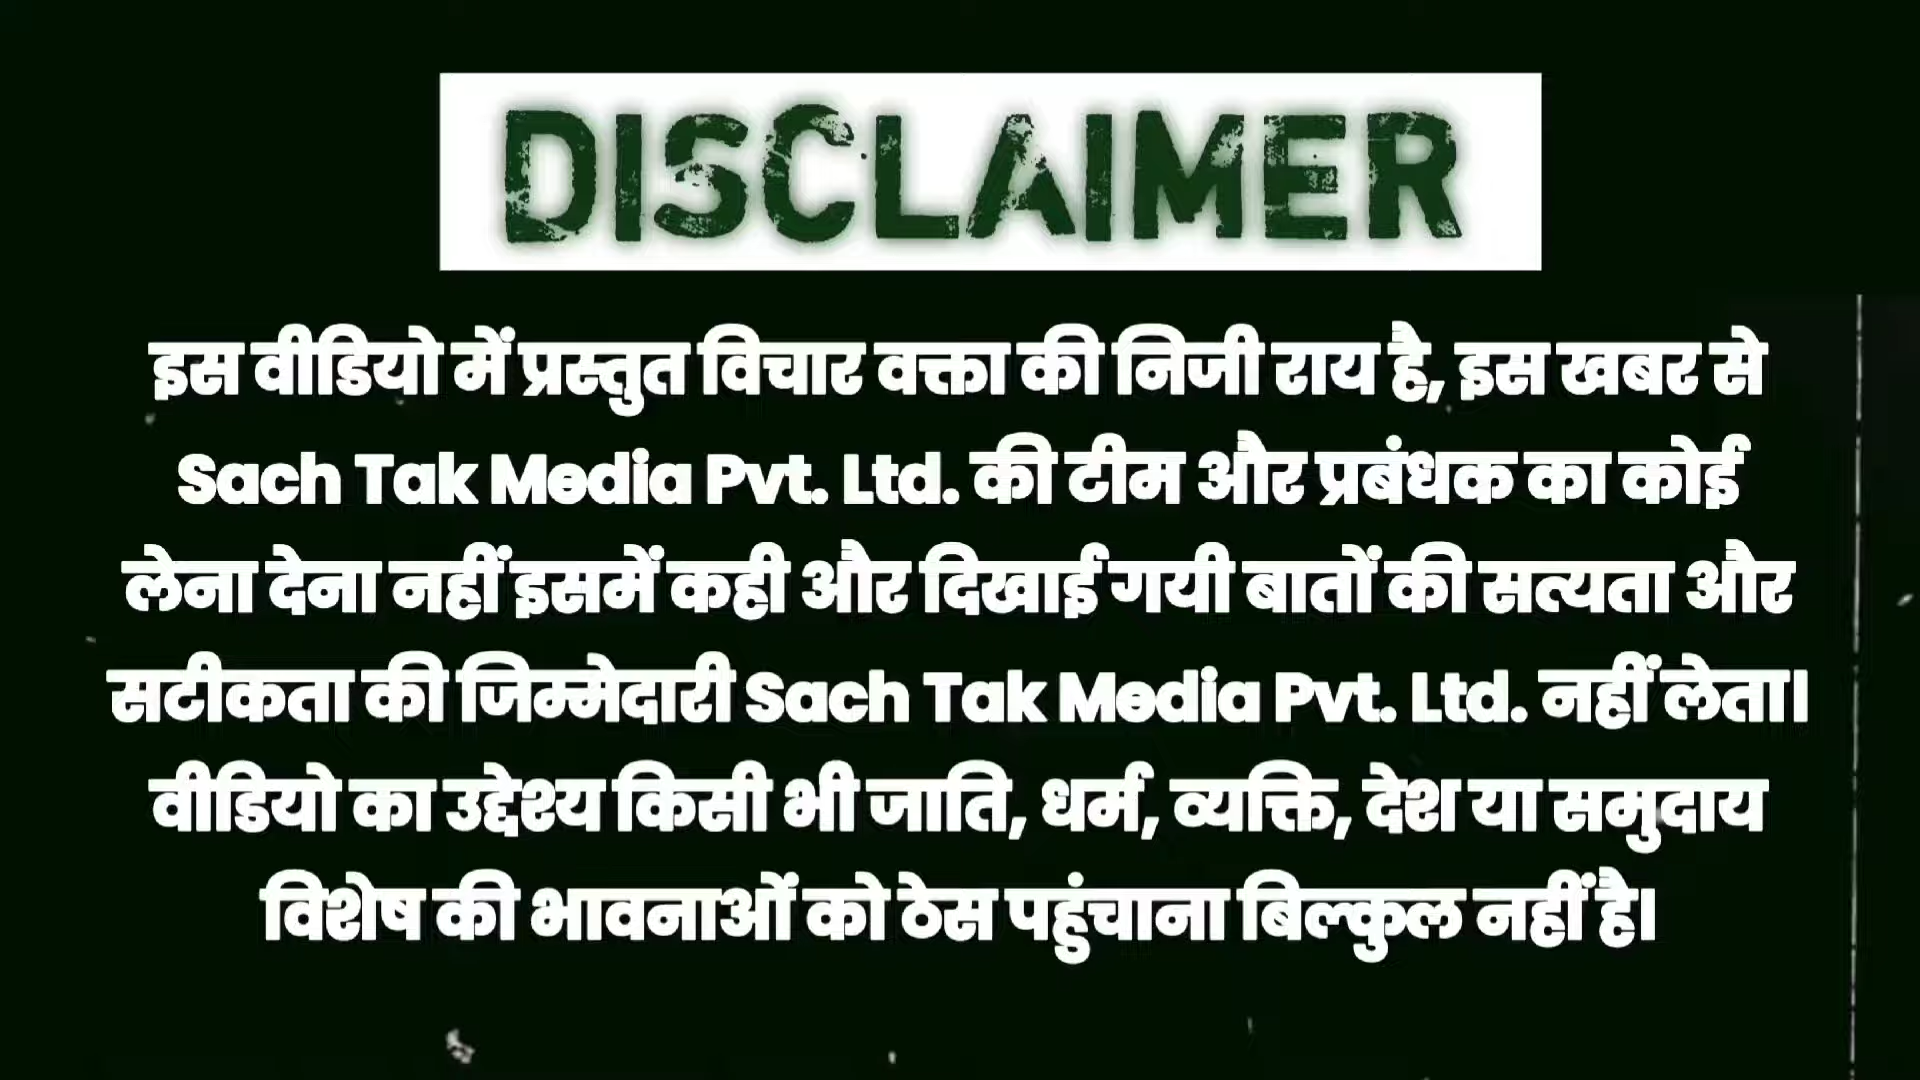 DISCLAIMER
इस वीडियो में प्रस्तुत विचार वक्ता की निजी राय है, इस खबर से
Sach Tak Media Pvt. Ltd. की टीम और प्रबंधक का कोई
लेना देना नहीं इसमें कही और दिखाई गयी बातों की सत्यता और
सटीकता की जिम्मेदारी Sach Tak Media Pvt. Ltd. नहीं लेता।
वीडियो का उद्देश्य किसी भी जाति, धर्म, व्यक्ति, देश या समुदाय
विशेष की भावनाओं को ठेस पहुंचाना बिल्कुल नहीं है।